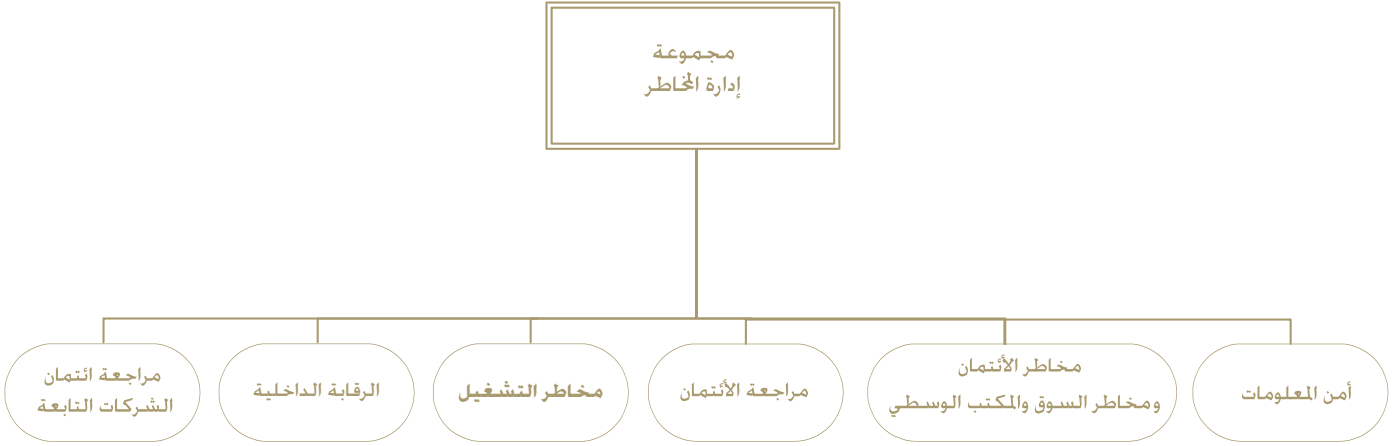 مجموعة
إدارة المخاطر
أمن المعلومات
مخاطر الأئتمان
ومخاطر السوق والمكتب الوسطي
مراجعة الأئتمان
مخاطر التشغيل
الرقابة الداخلية
مراجعة ائتمان
الشركات التابعة